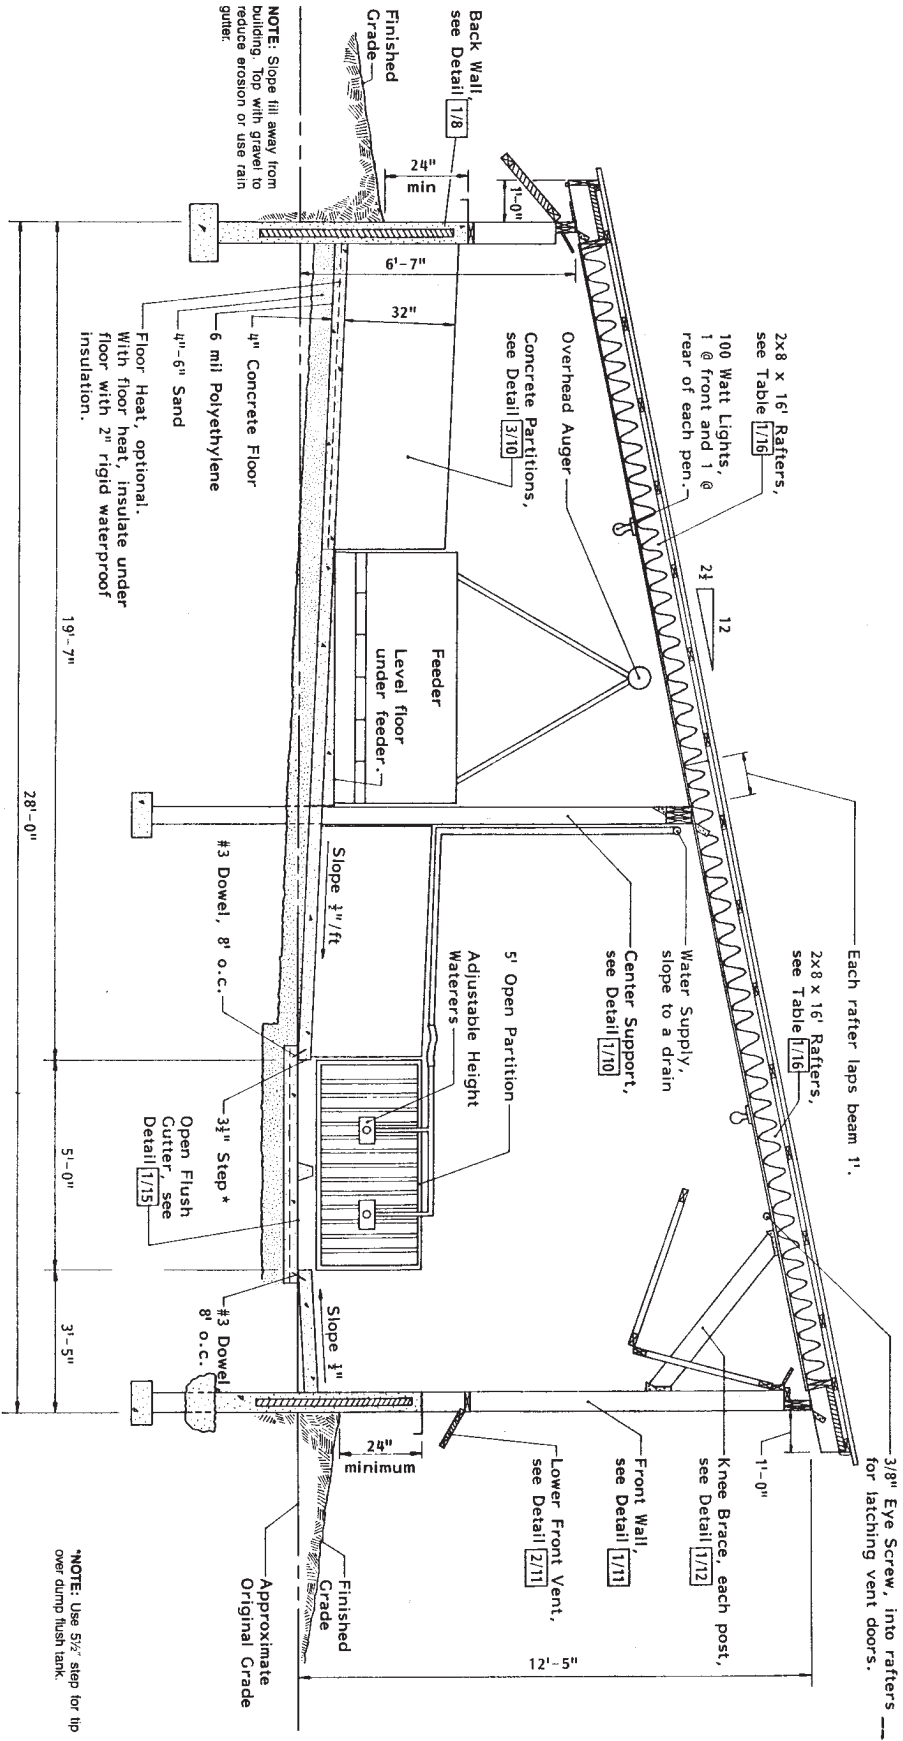 3/8" Eye Screw, into rafters
for latching vent doors.
Each rafter laps beam 1'.
2x8 x 16' Rafters,
see Table 1/16
2x8 x 16' Rafters,
see Table 1/16
100 Watt Lights,
1 @ front and 1 @
rear of each pen.
2½
12
Overhead Auger
Concrete Partitions,
see Detail 3/10
Back Wall,
see Detail 1/8
Finished
Grade
24"
min
1'-0"
6'-7"
32"
Feeder
Level floor
under feeder.
Water Supply,
slope to a drain
Center Support,
see Detail 1/10
5' Open Partition
Adjustable Height
Waterers
Knee Brace, each post,
see Detail 1/12
1'-0"
Front Wall,
see Detail 1/11
Lower Front Vent,
see Detail 2/11
24"
minimum
12'-5"
Finished
Grade
Approximate
Original Grade
Slope ½"/ft
Slope ½"
NOTE: Slope fill away from
building. Top with gravel to
reduce erosion or use rain
gutter.
4" Concrete Floor
6 mil Polyethylene
4"-6" Sand
Floor Heat, optional.
With floor heat, insulate under
floor with 2" rigid waterproof
insulation.
#3 Dowel, 8' o.c.
3½" Step *
Open Flush
Gutter, see
Detail 1/15
#3 Dowel,
8' o.c.
19'-7"
5'-0"
3'-5"
28'-0"
*NOTE: Use 5½" step for tip
over dump flush tank.